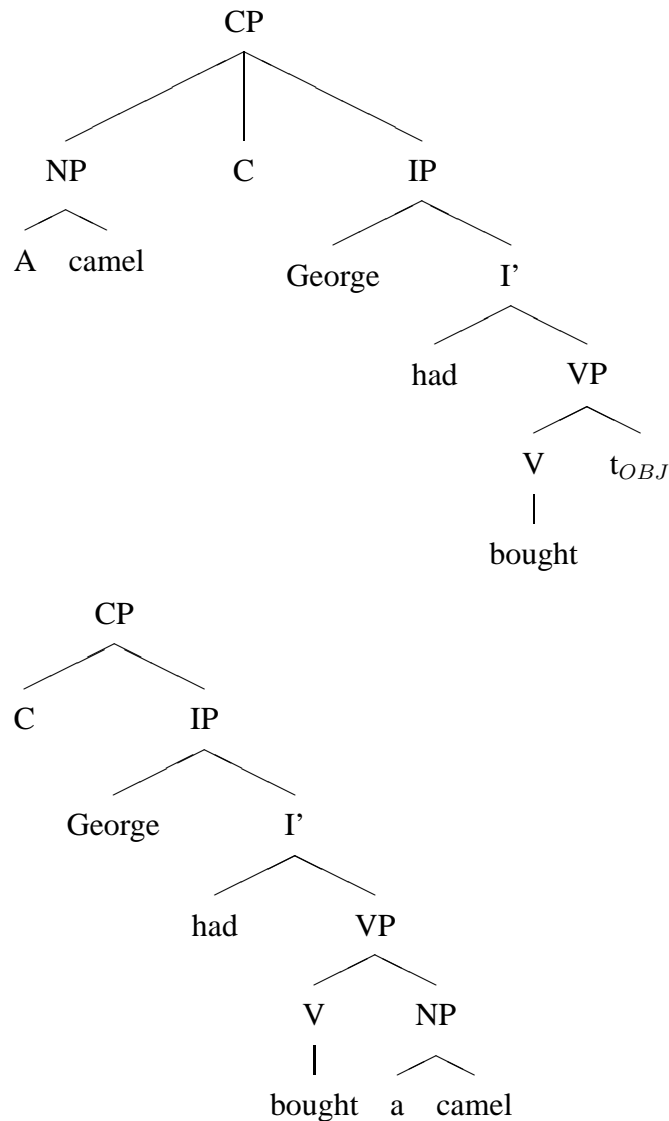 CP
NP C IP
A camel George I’
had VP
V t_OBJ
bought
CP
C IP
George I’
had VP
V NP
bought a camel